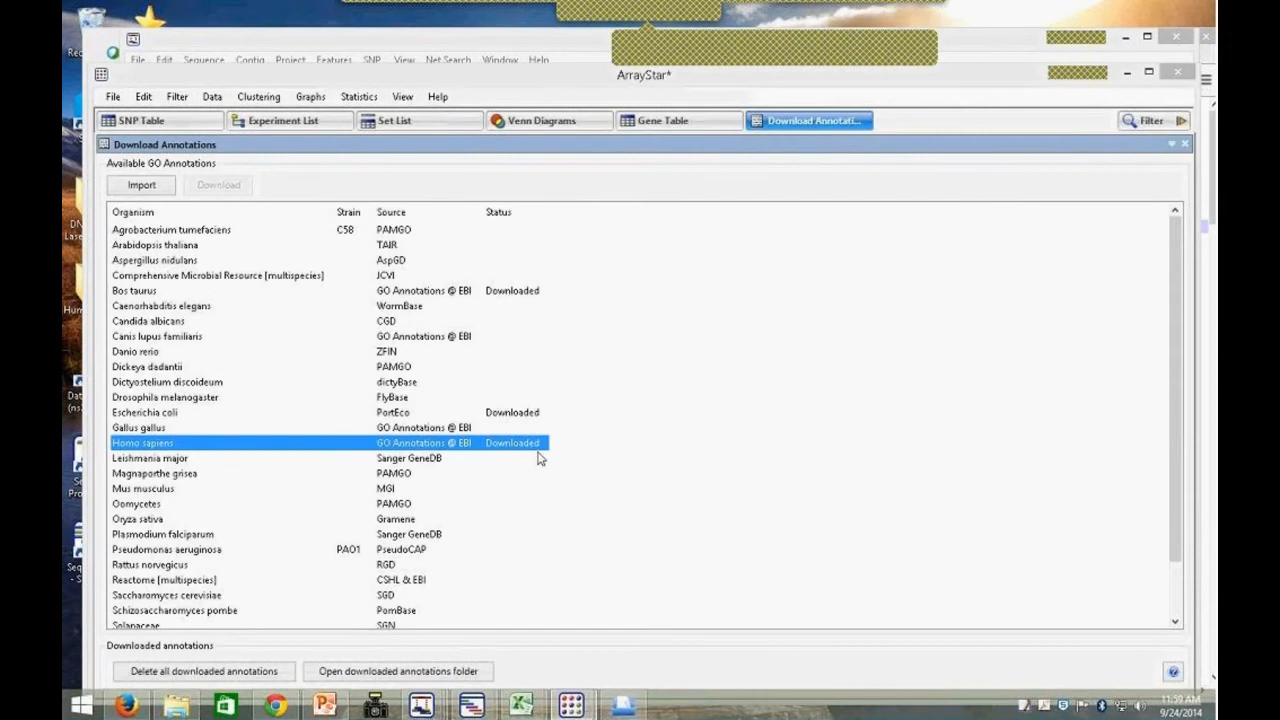 Rec
File Edit Sequence Contig Project Features SNP View Net Search Window Help
ArrayStar*
File Edit Filter Data Clustering Graphs Statistics View Help
SNP Table Experiment List Set List Venn Diagrams Gene Table Download Annotati... Filter
Download Annotations
Available GO Annotations
Import Download
Organism Strain Source Status
Agrobacterium tumefaciens C58 PAMGO
Arabidopsis thaliana TAIR
Aspergillus nidulans AspGD
Comprehensive Microbial Resource [multispecies] JCVI
Bos taurus GO Annotations @ EBI Downloaded
Caenorhabditis elegans WormBase
Candida albicans CGD
Canis lupus familiaris GO Annotations @ EBI
Danio rerio ZFIN
Dickeya dadantii PAMGO
Dictyostelium discoideum dictyBase
Drosophila melanogaster FlyBase
Escherichia coli PortEco Downloaded
Gallus gallus GO Annotations @ EBI
Homo sapiens GO Annotations @ EBI Downloaded
Leishmania major Sanger GeneDB
Magnaporthe grisea PAMGO
Mus musculus MGI
Oomycetes PAMGO
Oryza sativa Gramene
Plasmodium falciparum Sanger GeneDB
Pseudomonas aeruginosa PAO1 PseudoCAP
Rattus norvegicus RGD
Reactome [multispecies] CSHL & EBI
Saccharomyces cerevisiae SGD
Schizosaccharomyces pombe PomBase
Solanaceae SGN
Downloaded annotations
Delete all downloaded annotations Open downloaded annotations folder
11:59 AM
9/24/2014